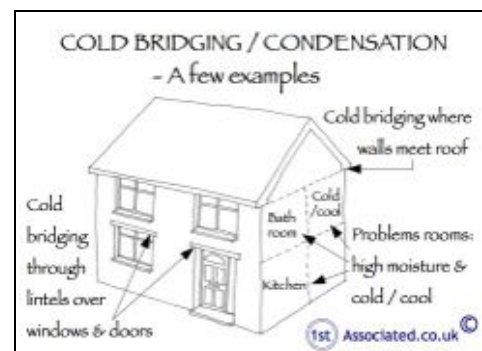 COLD BRIDGING / CONDENSATION
- A few examples
Cold bridging where
walls meet roof
Cold
bridging
through
lintels over
windows & doors
Bath
room
Cold
/cool
Kitchen
Problems rooms:
high moisture &
cold / cool
1st Associated.co.uk ©